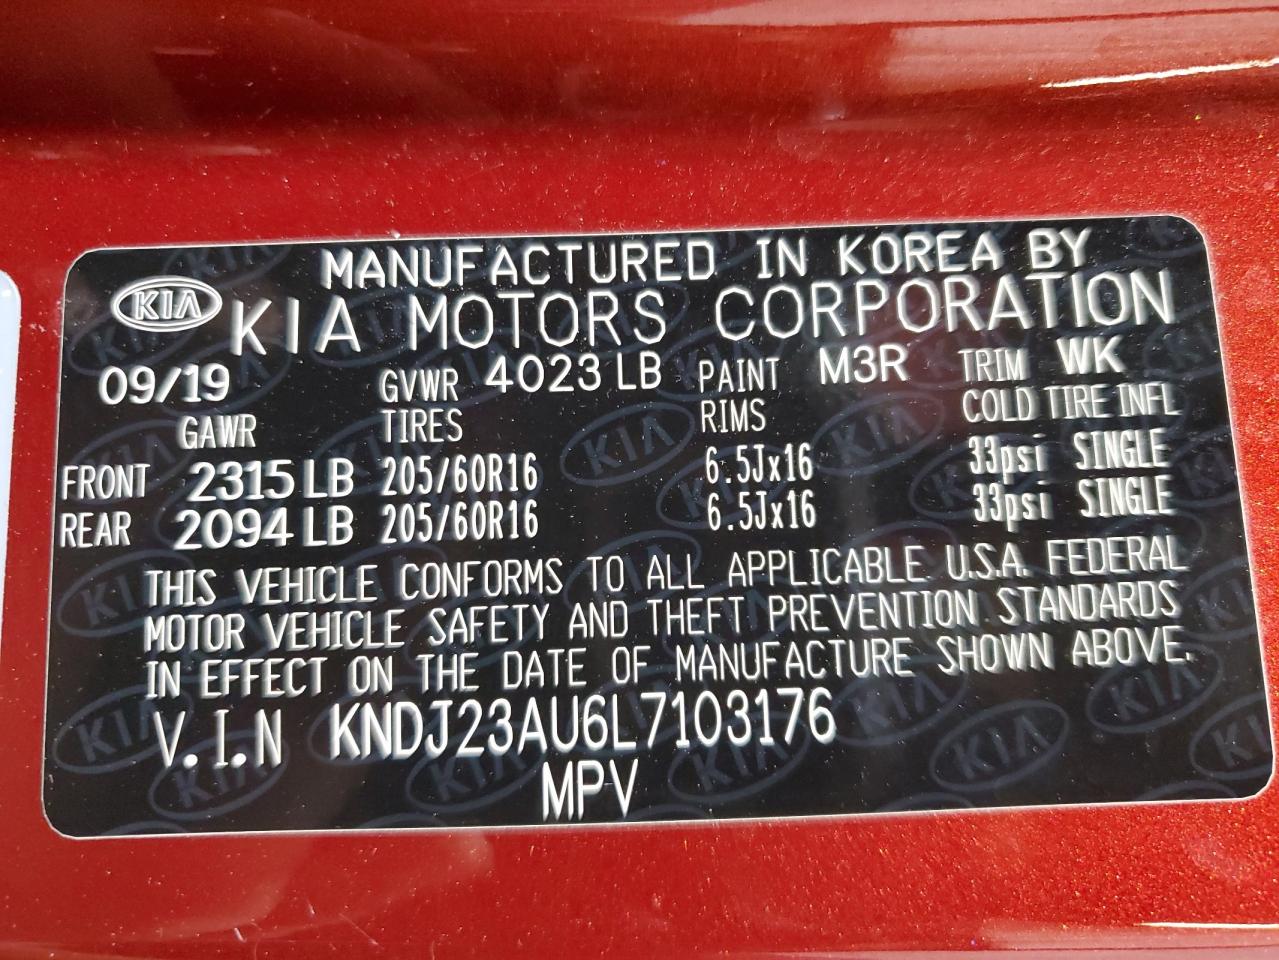 MANUFACTURED IN KOREA BY
KIA KIA MOTORS CORPORATION
09/19 GVWR 4023 LB PAINT M3R TRIM WK
GAWR TIRES RIMS COLD TIRE INFL
FRONT 2315 LB 205/60R16 6.5Jx16 33psi SINGLE
REAR 2094 LB 205/60R16 6.5Jx16 33psi SINGLE
THIS VEHICLE CONFORMS TO ALL APPLICABLE U.S.A. FEDERAL
MOTOR VEHICLE SAFETY AND THEFT PREVENTION STANDARDS
IN EFFECT ON THE DATE OF MANUFACTURE SHOWN ABOVE.
V.I.N KNDJ23AU6L7103176
MPV